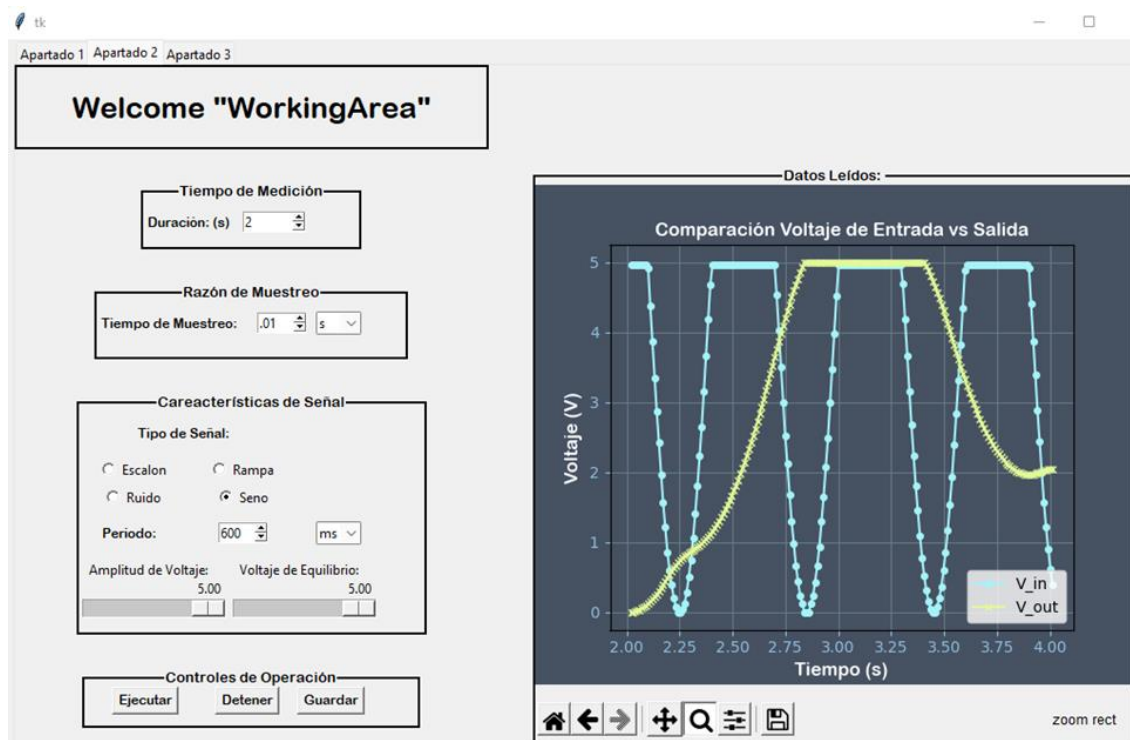 tk
Apartado 1 Apartado 2 Apartado 3
Welcome "WorkingArea"
Tiempo de Medición
Duración: (s) 2
Razón de Muestreo
Tiempo de Muestreo: .01 s
Careacterísticas de Señal
Tipo de Señal:
Escalon Rampa
Ruido Seno
Periodo: 600 ms
Amplitud de Voltaje: Voltaje de Equilibrio:
5.00 5.00
Controles de Operación
Ejecutar Detener Guardar
Datos Leídos:
Comparación Voltaje de Entrada vs Salida
Voltaje (V)
5
4
3
2
1
0
V_in
V_out
2.00 2.25 2.50 2.75 3.00 3.25 3.50 3.75 4.00
Tiempo (s)
zoom rect